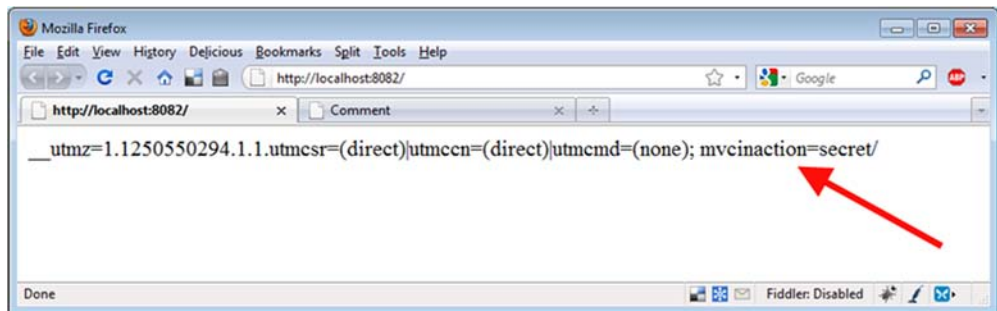 Mozilla Firefox
File Edit View History Delicious Bookmarks Split Tools Help
http://localhost:8082/
Google
ABP
http://localhost:8082/ x
Comment x
__utmz=1.1250550294.1.1.utmcsr=(direct)|utmccn=(direct)|utmcmd=(none); mvcinaction=secret/
Done
Fiddler: Disabled